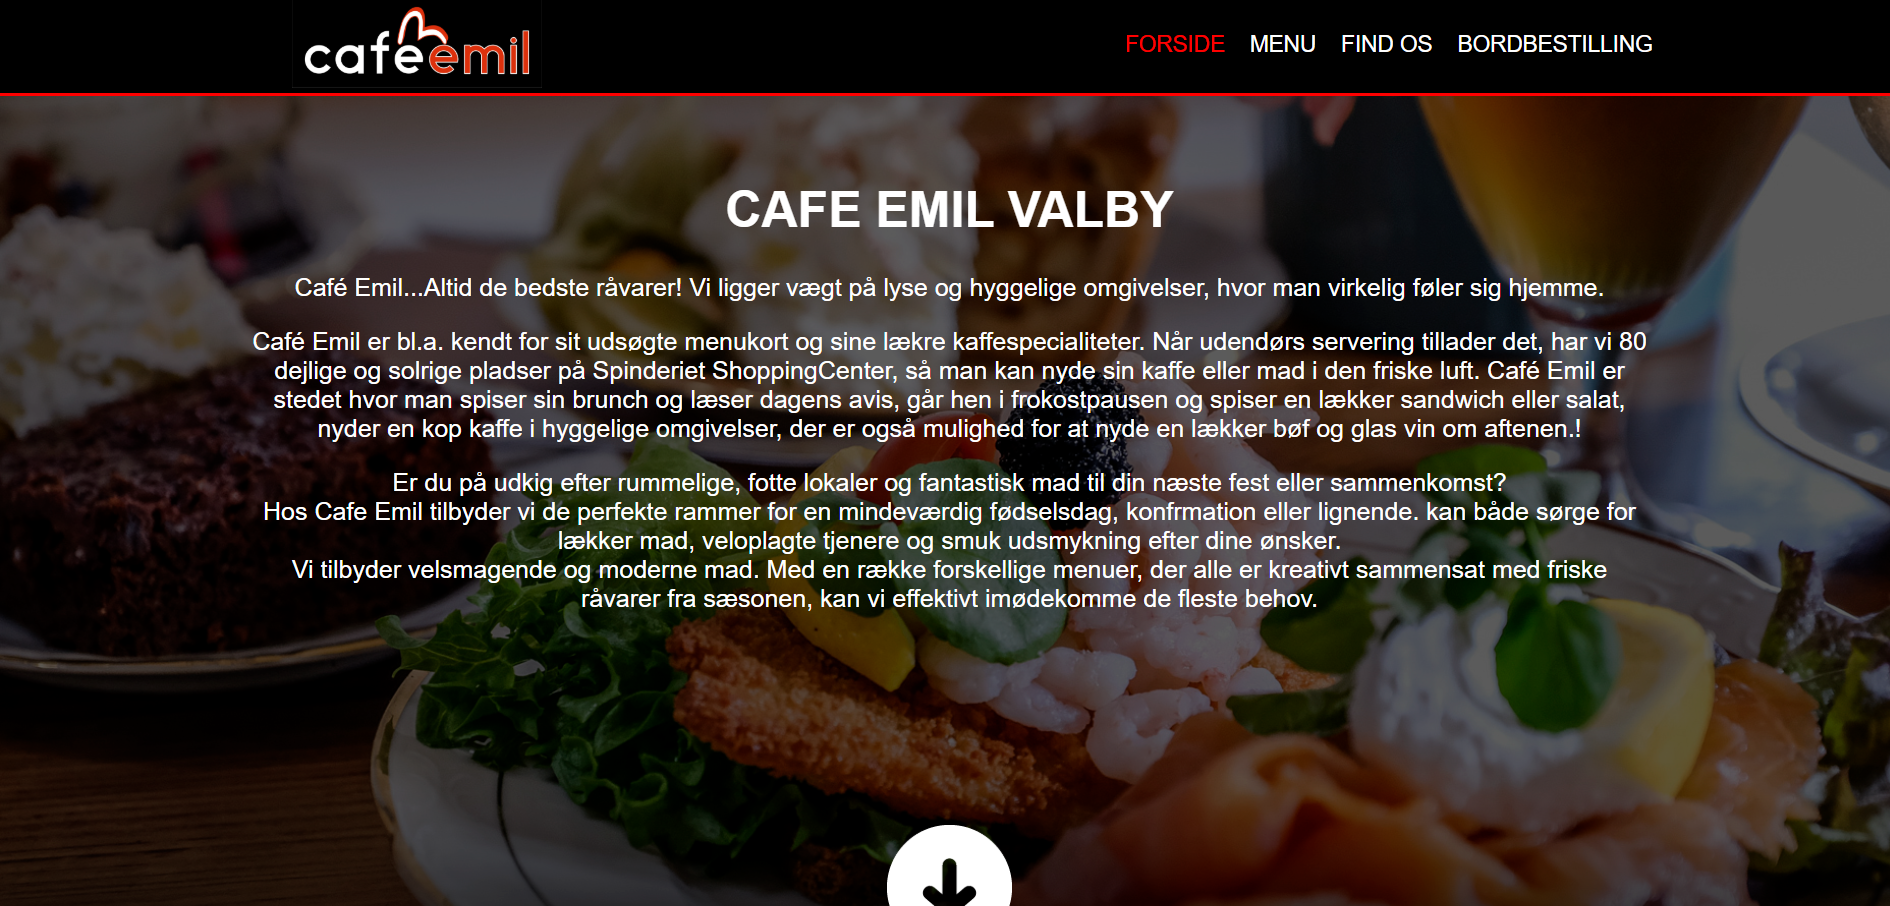 cafeemil
FORSIDE MENU FIND OS BORDBESTILLING
CAFE EMIL VALBY
Café Emil...Altid de bedste råvarer! Vi ligger vægt på lyse og hyggelige omgivelser, hvor man virkelig føler sig hjemme.
Café Emil er bl.a. kendt for sit udsøgte menukort og sine lækre kaffespecialiteter. Når udendørs servering tillader det, har vi 80
dejlige og solrige pladser på Spinderiet ShoppingCenter, så man kan nyde sin kaffe eller mad i den friske luft. Café Emil er
stedet hvor man spiser sin brunch og læser dagens avis, går hen i frokostpausen og spiser en lækker sandwich eller salat,
nyder en kop kaffe i hyggelige omgivelser, der er også mulighed for at nyde en lækker bøf og glas vin om aftenen.!
Er du på udkig efter rummelige, fotte lokaler og fantastisk mad til din næste fest eller sammenkomst?
Hos Cafe Emil tilbyder vi de perfekte rammer for en mindeværdig fødselsdag, konfrmation eller lignende. kan både sørge for
lækker mad, veloplagte tjenere og smuk udsmykning efter dine ønsker.
Vi tilbyder velsmagende og moderne mad. Med en række forskellige menuer, der alle er kreativt sammensat med friske
råvarer fra sæsonen, kan vi effektivt imødekomme de fleste behov.